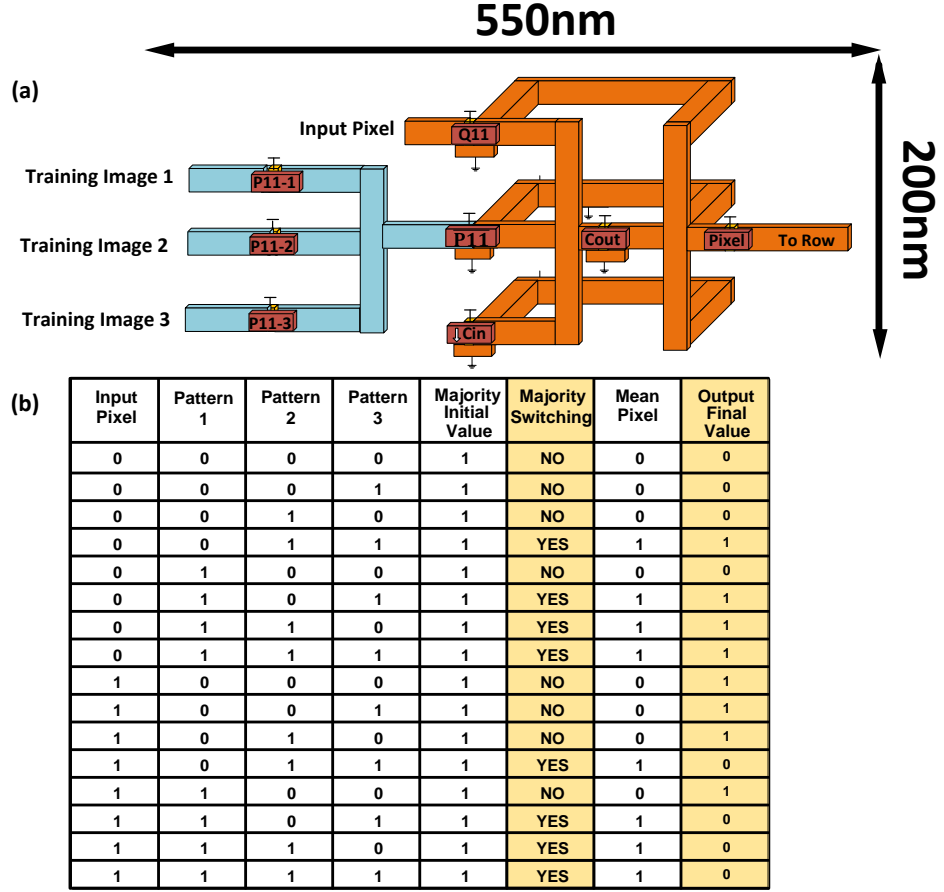 550nm
(a)
200nm
Input Pixel
Q11
Training Image 1
P11-1
Training Image 2
P11-2
P11
Cout
Pixel
To Row
Training Image 3
P11-3
↓Cin
(b)
Input Pixel Pattern 1 Pattern 2 Pattern 3 Majority Initial Value Majority Switching Mean Pixel Output Final Value
0 0 0 0 1 NO 0 0
0 0 0 1 1 NO 0 0
0 0 1 0 1 NO 0 0
0 0 1 1 1 YES 1 1
0 1 0 0 1 NO 0 0
0 1 0 1 1 YES 1 1
0 1 1 0 1 YES 1 1
0 1 1 1 1 YES 1 1
1 0 0 0 1 NO 0 1
1 0 0 1 1 NO 0 1
1 0 1 0 1 NO 0 1
1 0 1 1 1 YES 1 0
1 1 0 0 1 NO 0 1
1 1 0 1 1 YES 1 0
1 1 1 0 1 YES 1 0
1 1 1 1 1 YES 1 0